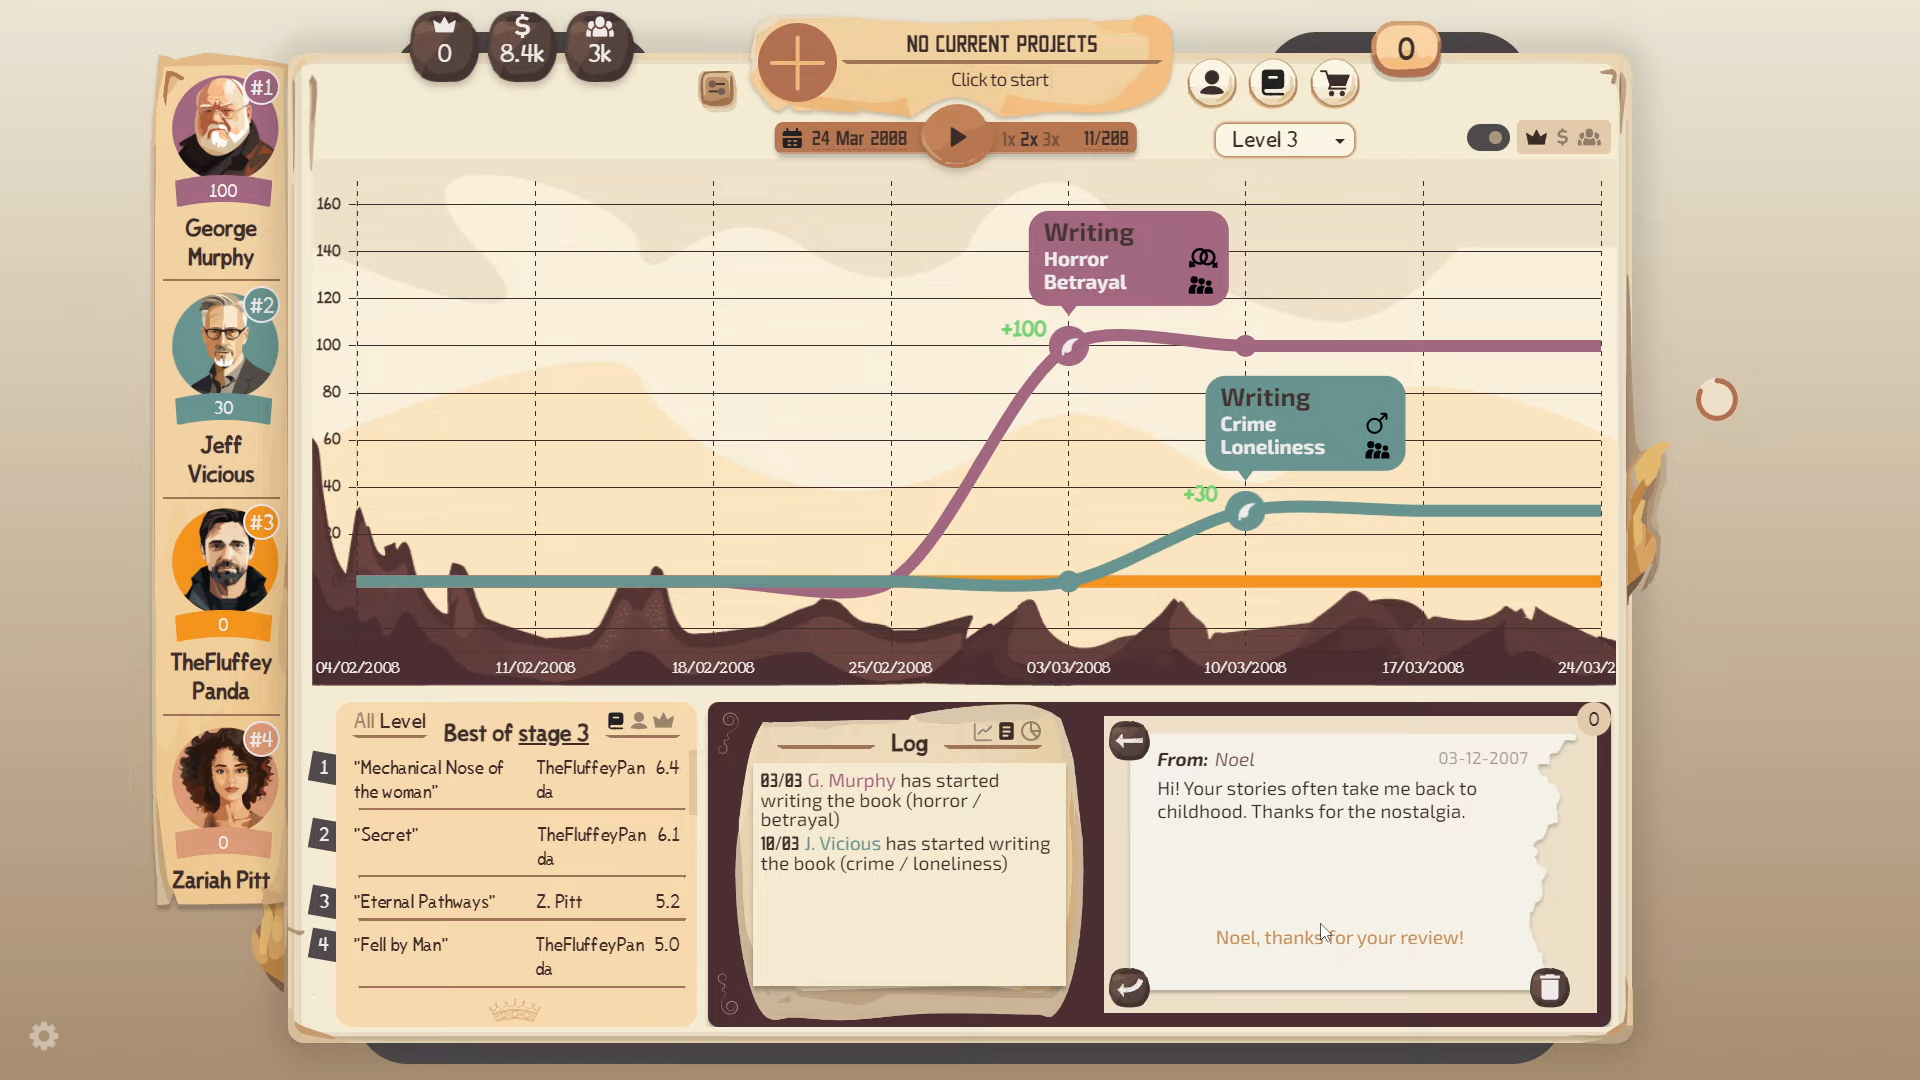 0
8.4k
3k
NO CURRENT PROJECTS
Click to start
0
24 Mar 2008
1x 2x 3x
11/208
Level 3
#1
100
George
Murphy
#2
30
Jeff
Vicious
#3
0
TheFluffey
Panda
#4
0
Zariah Pitt
160
140
120
100
80
60
40
20
Writing
Horror
Betrayal
+100
Writing
Crime
Loneliness
+30
04/02/2008
11/02/2008
18/02/2008
25/02/2008
03/03/2008
10/03/2008
17/03/2008
24/03/2
All Level
Best of stage 3
1 "Mechanical Nose of the woman" TheFluffeyPan da 6.4
2 "Secret" TheFluffeyPan da 6.1
3 "Eternal Pathways" Z. Pitt 5.2
4 "Fell by Man" TheFluffeyPan da 5.0
Log
03/03 G. Murphy has started
writing the book (horror /
betrayal)
10/03 J. Vicious has started writing
the book (crime / loneliness)
0
From: Noel
03-12-2007
Hi! Your stories often take me back to
childhood. Thanks for the nostalgia.
Noel, thanks for your review!